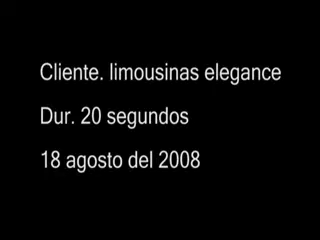 Cliente. limousinas elegance
Dur. 20 segundos
18 agosto del 2008